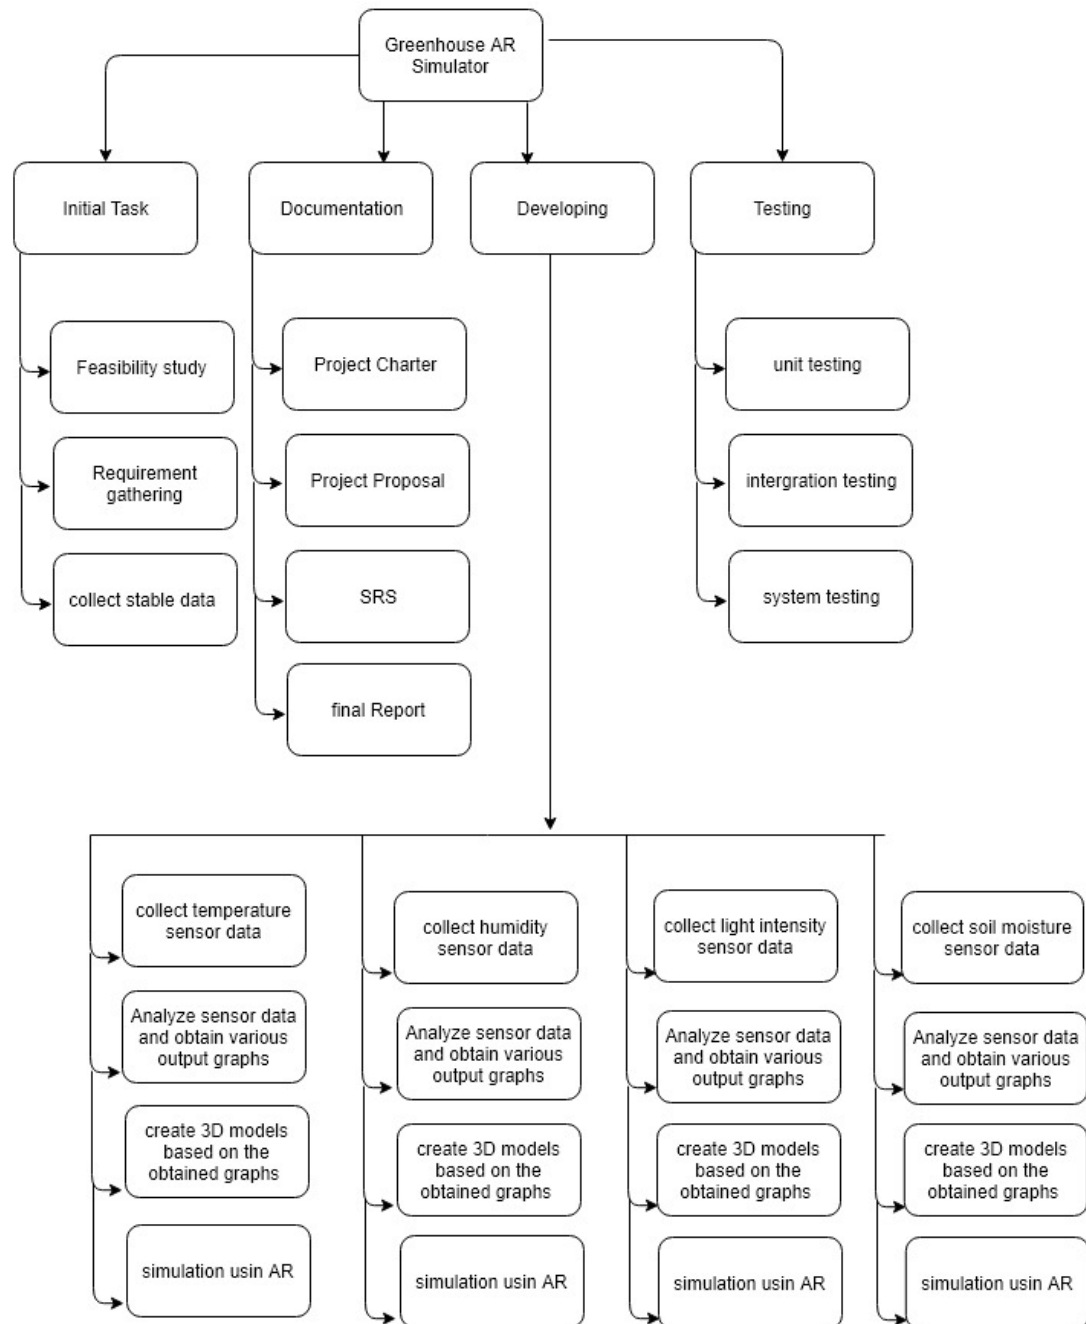 Greenhouse AR
Simulator
Initial Task
Documentation
Developing
Testing
Feasibility study
Project Charter
unit testing
Requirement
gathering
Project Proposal
intergration testing
collect stable data
SRS
system testing
final Report
collect temperature
sensor data
collect humidity
sensor data
collect light intensity
sensor data
collect soil moisture
sensor data
Analyze sensor data
and obtain various
output graphs
Analyze sensor data
and obtain various
output graphs
Analyze sensor data
and obtain various
output graphs
Analyze sensor data
and obtain various
output graphs
create 3D models
based on the
obtained graphs
create 3D models
based on the
obtained graphs
create 3D models
based on the
obtained graphs
create 3D models
based on the
obtained graphs
simulation usin AR
simulation usin AR
simulation usin AR
simulation usin AR